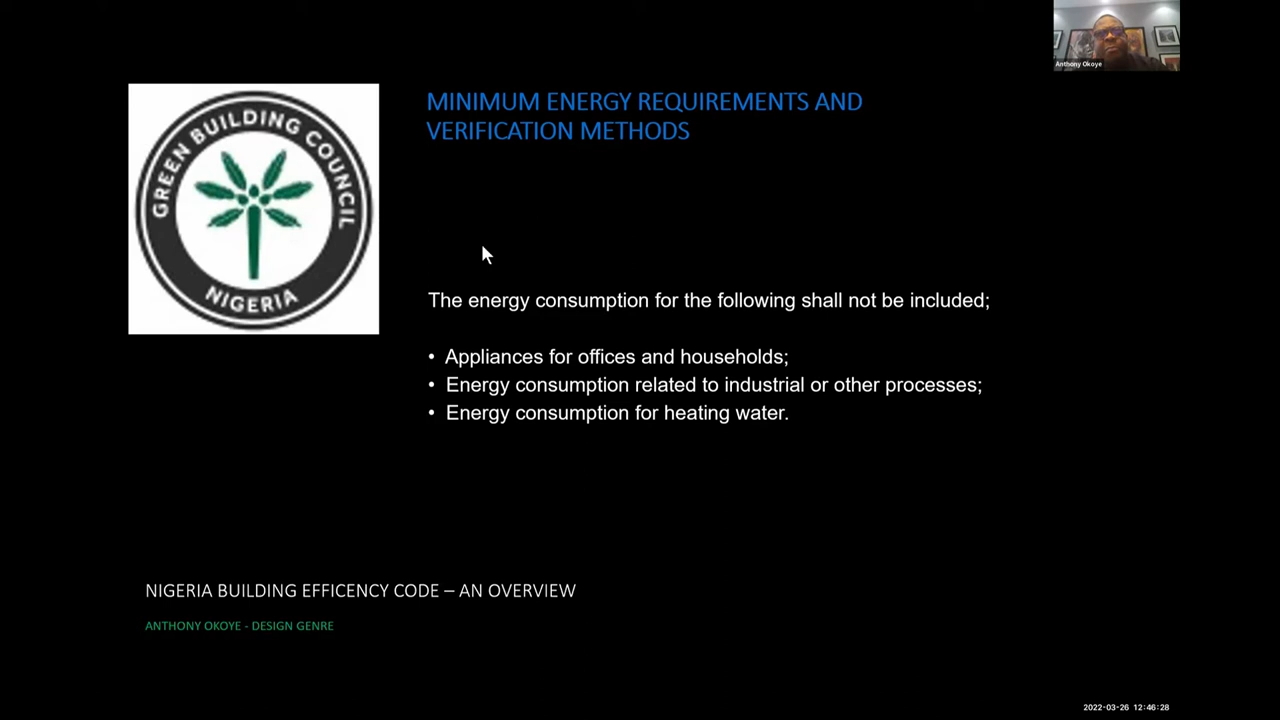 Anthony Okoye
GREEN BUILDING COUNCIL
NIGERIA
MINIMUM ENERGY REQUIREMENTS AND
VERIFICATION METHODS
The energy consumption for the following shall not be included;
• Appliances for offices and households;
• Energy consumption related to industrial or other processes;
• Energy consumption for heating water.
NIGERIA BUILDING EFFICENCY CODE – AN OVERVIEW
ANTHONY OKOYE - DESIGN GENRE
2022-03-26 12:46:28